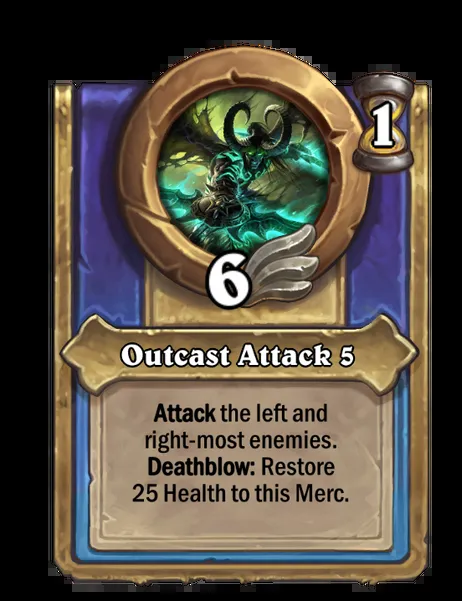 1
6
Outcast Attack 5
Attack the left and
right-most enemies.
Deathblow: Restore
25 Health to this Merc.